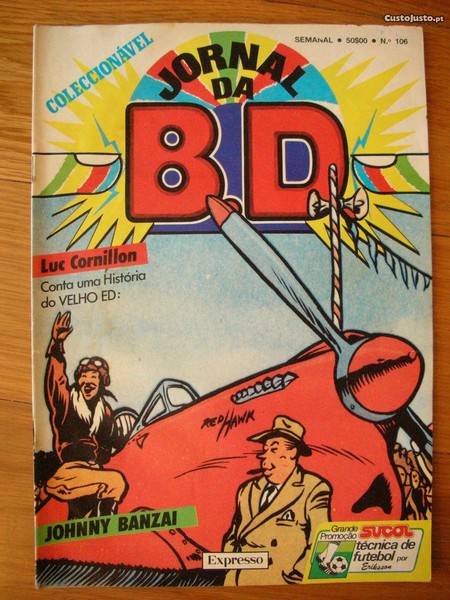 CustoJusto.pt
SEMANAL • 50$00 • N.º 106
COLECCIONÁVEL
JORNAL
DA
B.D.
Luc Cornillon
Conta uma História
do VELHO ED:
RED HAWK
JOHNNY BANZAI
Expresso
Grande
Promoção
SUCOL
técnica de
futebol por
Eriksson